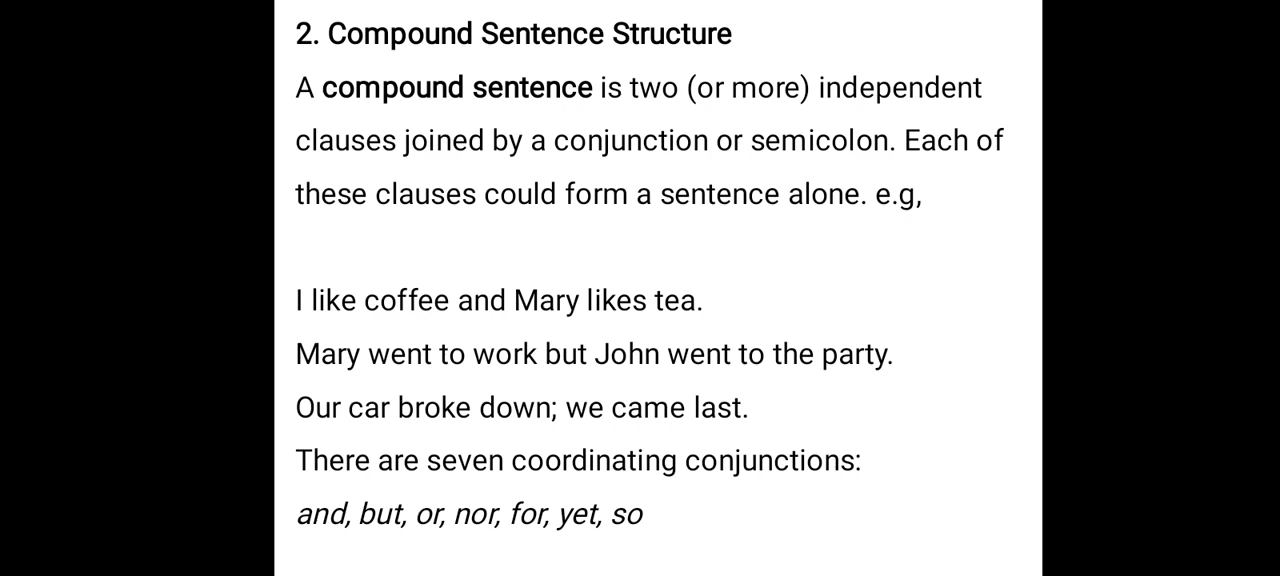 2. Compound Sentence Structure
A compound sentence is two (or more) independent
clauses joined by a conjunction or semicolon. Each of
these clauses could form a sentence alone. e.g,
I like coffee and Mary likes tea.
Mary went to work but John went to the party.
Our car broke down; we came last.
There are seven coordinating conjunctions:
and, but, or, nor, for, yet, so